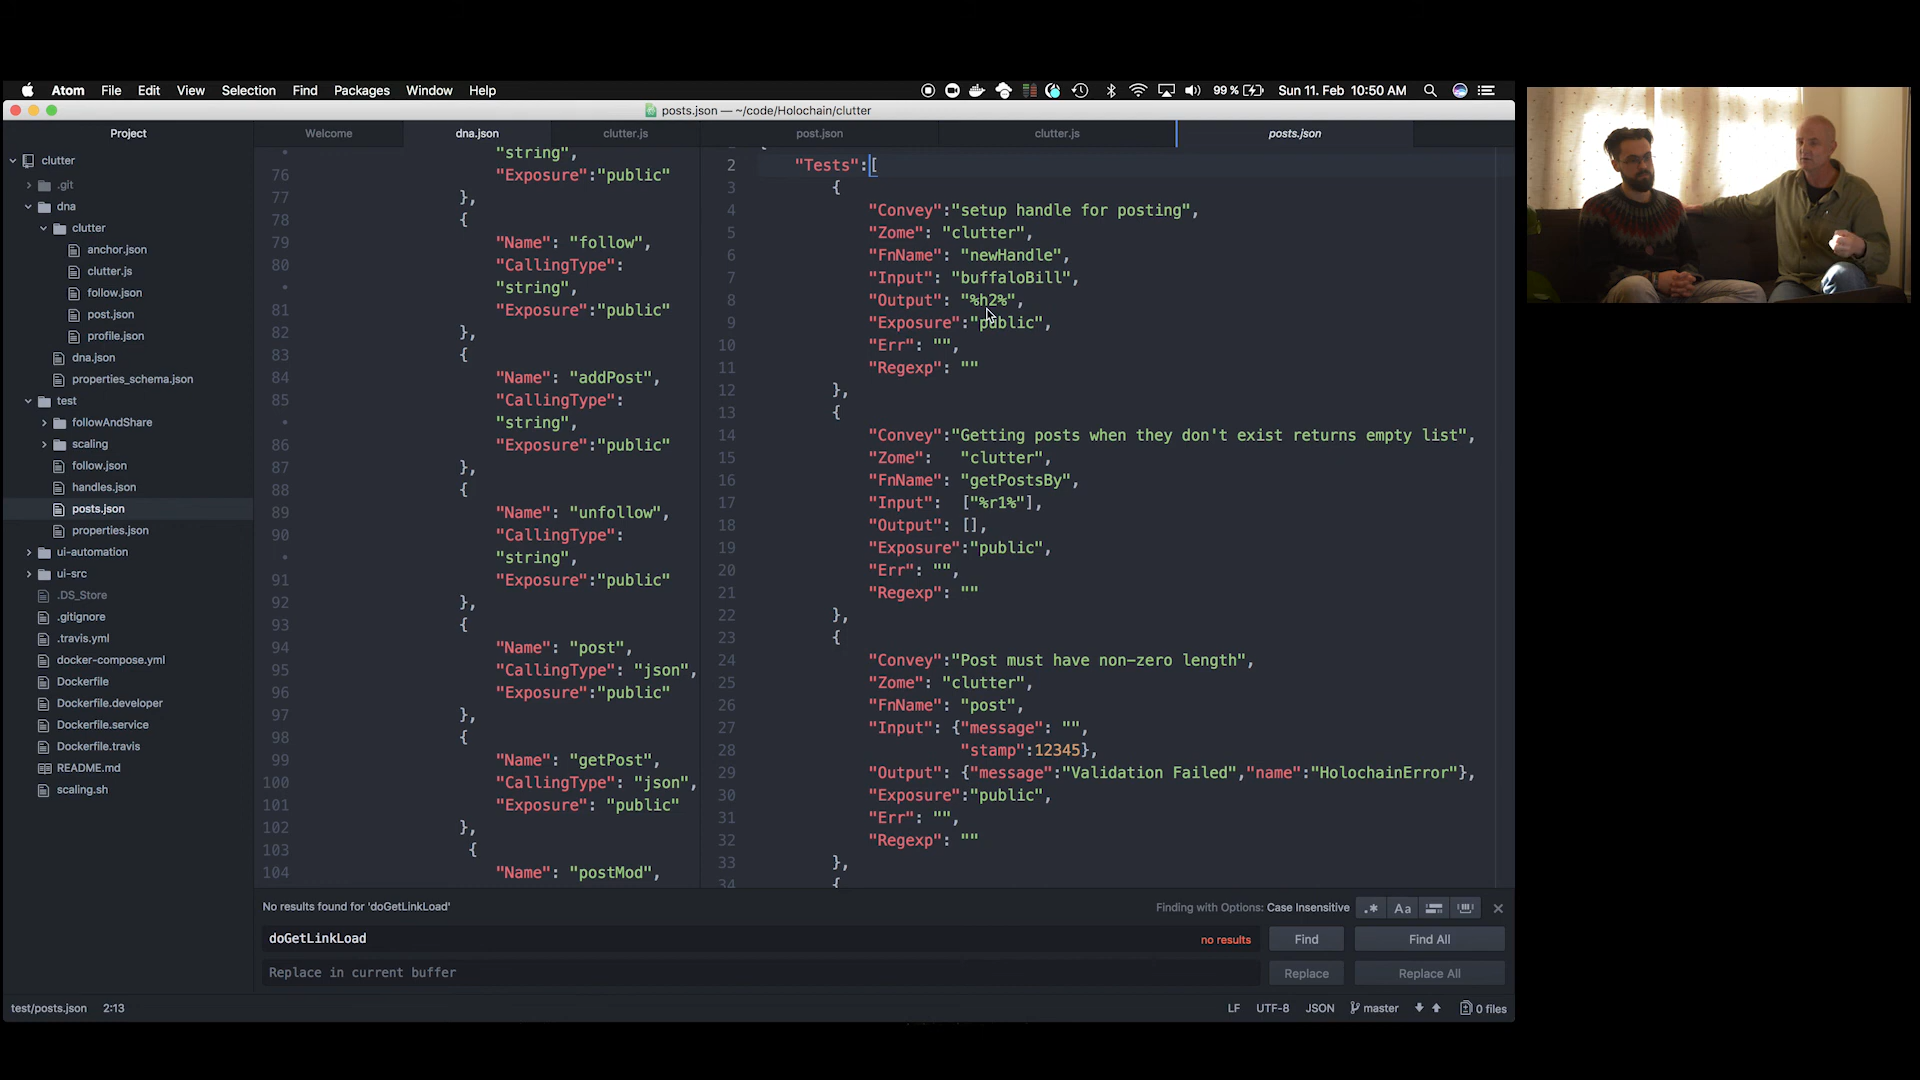 Atom File Edit View Selection Find Packages Window Help
99 % Sun 11. Feb 10:50 AM
posts.json — ~/code/Holochain/clutter
Project
Welcome
dna.json
clutter.js
post.json
clutter.js
posts.json
clutter
.git
dna
clutter
anchor.json
clutter.js
follow.json
post.json
profile.json
dna.json
properties_schema.json
test
followAndShare
scaling
follow.json
handles.json
posts.json
properties.json
ui-automation
ui-src
.DS_Store
.gitignore
.travis.yml
docker-compose.yml
Dockerfile
Dockerfile.developer
Dockerfile.service
Dockerfile.travis
README.md
scaling.sh
"string",
76 "Exposure":"public"
77 },
78 {
79 "Name": "follow",
80 "CallingType":
"string",
81 "Exposure":"public"
82 },
83 {
84 "Name": "addPost",
85 "CallingType":
"string",
86 "Exposure":"public"
87 },
88 {
89 "Name": "unfollow",
90 "CallingType":
"string",
91 "Exposure":"public"
92 },
93 {
94 "Name": "post",
95 "CallingType": "json",
96 "Exposure":"public"
97 },
98 {
99 "Name": "getPost",
100 "CallingType": "json",
101 "Exposure": "public"
102 },
103 {
104 "Name": "postMod",
2 "Tests":[
3 {
4 "Convey":"setup handle for posting",
5 "Zome": "clutter",
6 "FnName": "newHandle",
7 "Input": "buffaloBill",
8 "Output": "%h2%",
9 "Exposure":"public",
10 "Err": "",
11 "Regexp": ""
12 },
13 {
14 "Convey":"Getting posts when they don't exist returns empty list",
15 "Zome": "clutter",
16 "FnName": "getPostsBy",
17 "Input": ["%r1%"],
18 "Output": [],
19 "Exposure":"public",
20 "Err": "",
21 "Regexp": ""
22 },
23 {
24 "Convey":"Post must have non-zero length",
25 "Zome": "clutter",
26 "FnName": "post",
27 "Input": {"message": "",
28 "stamp":12345},
29 "Output": {"message":"Validation Failed","name":"HolochainError"},
30 "Exposure":"public",
31 "Err": "",
32 "Regexp": ""
33 },
34 {
No results found for 'doGetLinkLoad'
Finding with Options: Case Insensitive .* Aa
doGetLinkLoad no results Find Find All
Replace in current buffer Replace Replace All
test/posts.json 2:13 LF UTF-8 JSON master 0 files